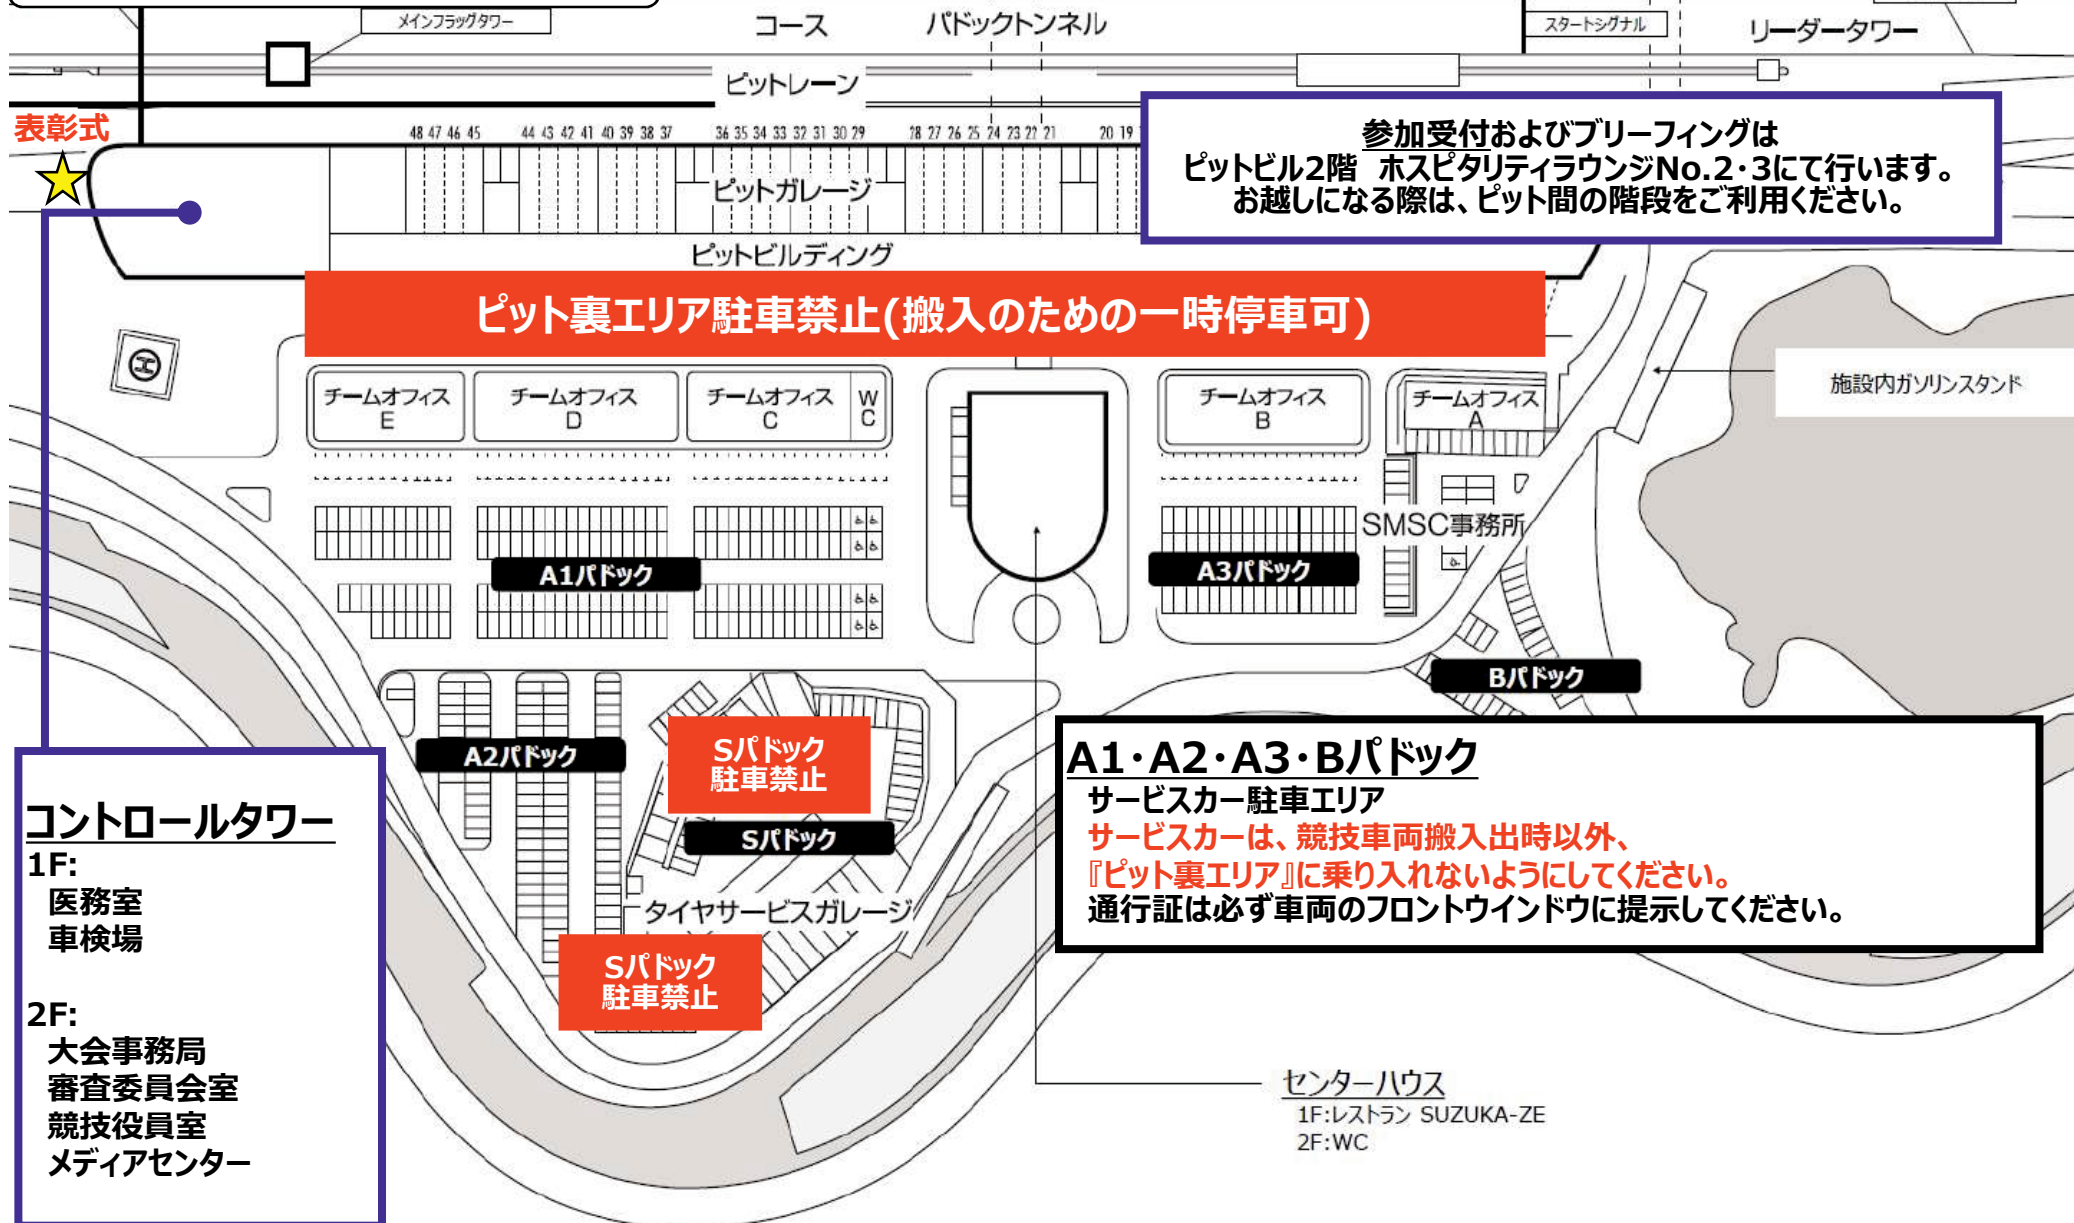 メインフラッグタワー
コース
パドックトンネル
スタートシグナル
リーダータワー
ピットレーン
表彰式
48 47 46 45 44 43 42 41 40 39 38 37 36 35 34 33 32 31 30 29 28 27 26 25 24 23 22 21 20 19
参加受付およびブリーフィングは
ピットビル2階 ホスピタリティラウンジNo.2・3にて行います。
お越しになる際は、ピット間の階段をご利用ください。
ピットガレージ
ピットビルディング
ピット裏エリア駐車禁止(搬入のための一時停車可)
施設内ガソリンスタンド
チームオフィス
E
チームオフィス
D
チームオフィス
C
W
C
チームオフィス
B
チームオフィス
A
SMSC事務所
A1パドック
A3パドック
Bパドック
A2パドック
Sパドック
駐車禁止
Sパドック
タイヤサービスガレージ
Sパドック
駐車禁止
A1・A2・A3・Bパドック
サービスカー駐車エリア
サービスカーは、競技車両搬入出時以外、
『ピット裏エリア』に乗り入れないようにしてください。
通行証は必ず車両のフロントウインドウに提示してください。
コントロールタワー
1F:
医務室
車検場
2F:
大会事務局
審査委員会室
競技役員室
メディアセンター
センターハウス
1F:レストラン SUZUKA-ZE
2F:WC